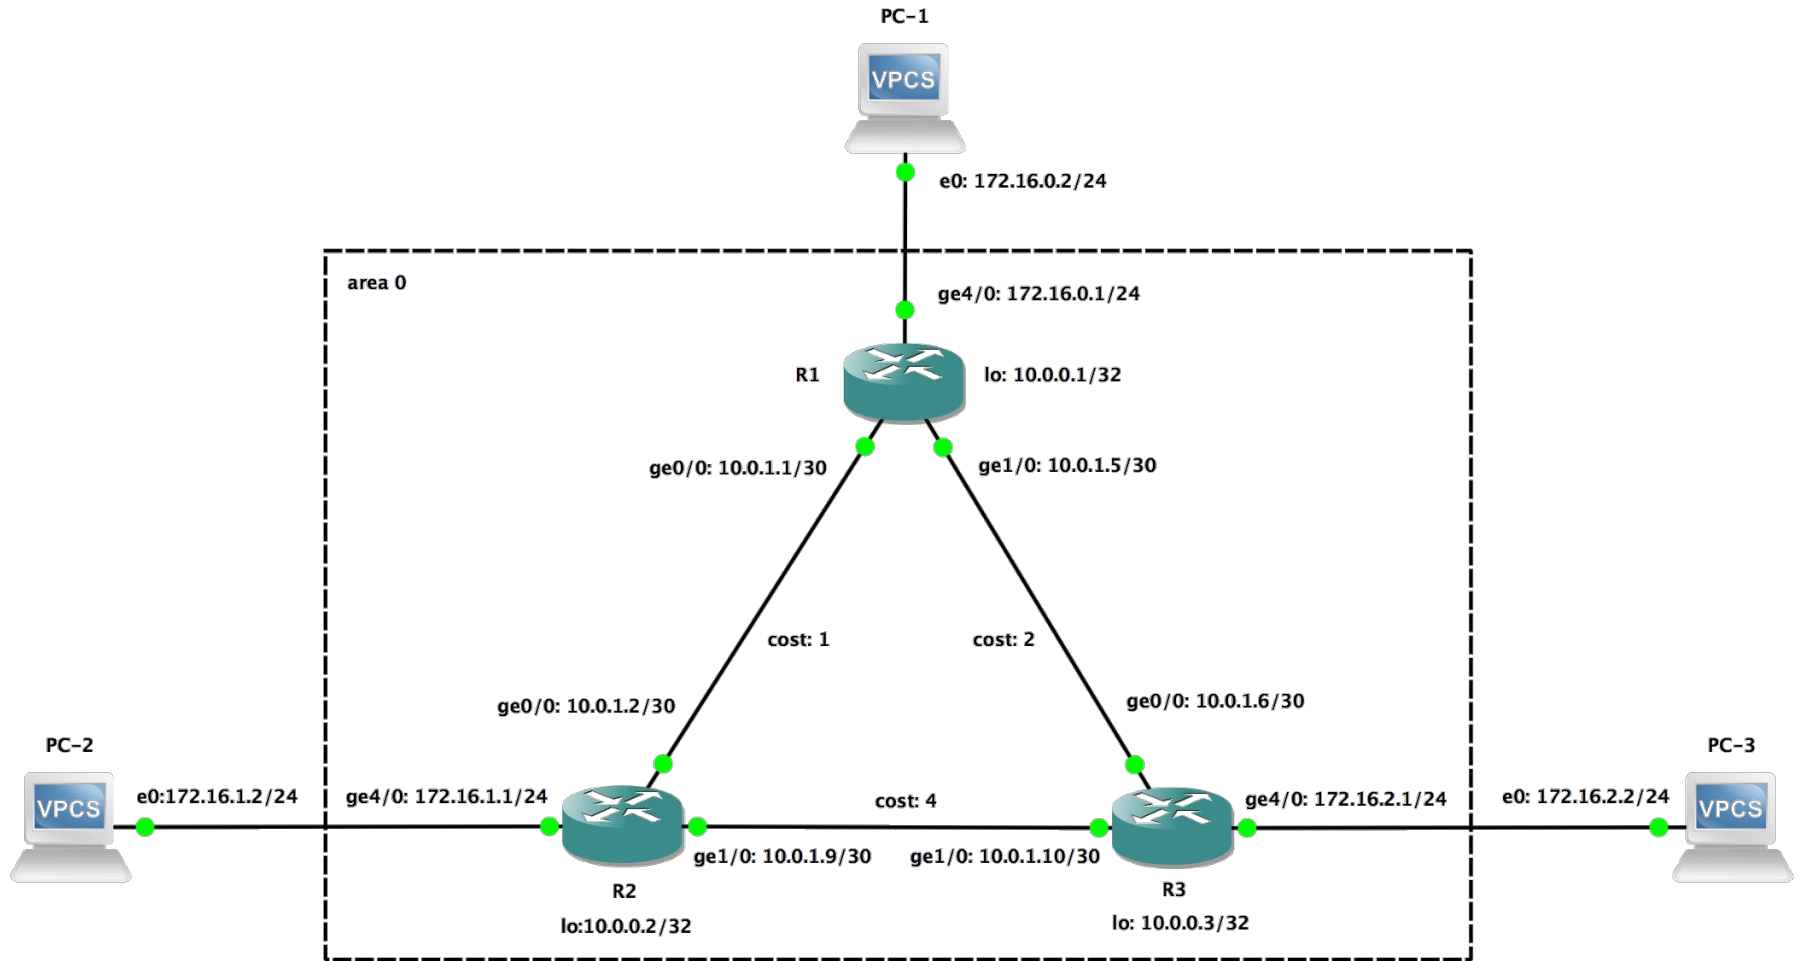 PC-1
VPCS
e0: 172.16.0.2/24
area 0
ge4/0: 172.16.0.1/24
R1
lo: 10.0.0.1/32
ge0/0: 10.0.1.1/30
ge1/0: 10.0.1.5/30
cost: 1
cost: 2
ge0/0: 10.0.1.2/30
ge0/0: 10.0.1.6/30
PC-2
PC-3
VPCS
e0:172.16.1.2/24
ge4/0: 172.16.1.1/24
cost: 4
ge4/0: 172.16.2.1/24
e0: 172.16.2.2/24
VPCS
ge1/0: 10.0.1.9/30
ge1/0: 10.0.1.10/30
R2
R3
lo:10.0.0.2/32
lo: 10.0.0.3/32